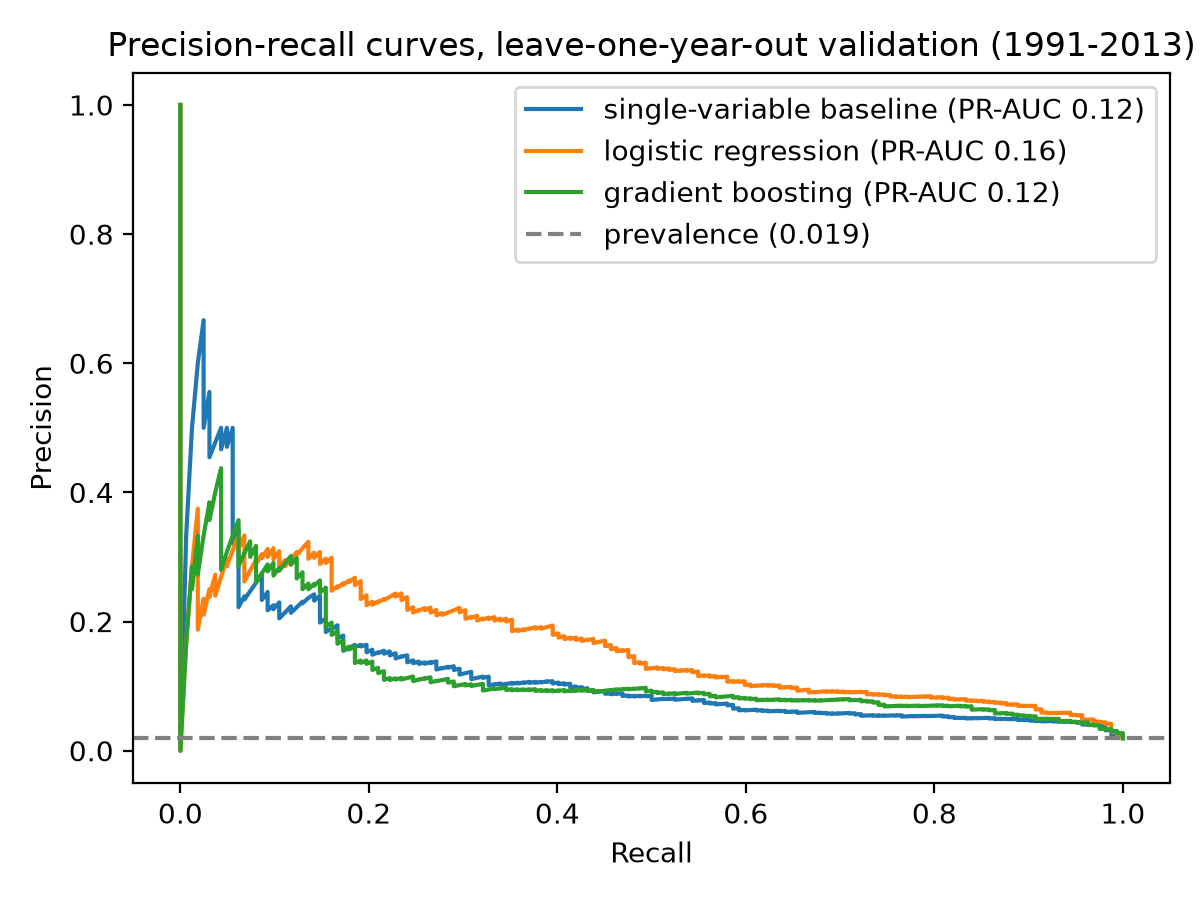 Precision-recall curves, leave-one-year-out validation (1991-2013)
single-variable baseline (PR-AUC 0.12)
logistic regression (PR-AUC 0.16)
gradient boosting (PR-AUC 0.12)
prevalence (0.019)
Precision
1.0
0.8
0.6
0.4
0.2
0.0
0.0 0.2 0.4 0.6 0.8 1.0
Recall